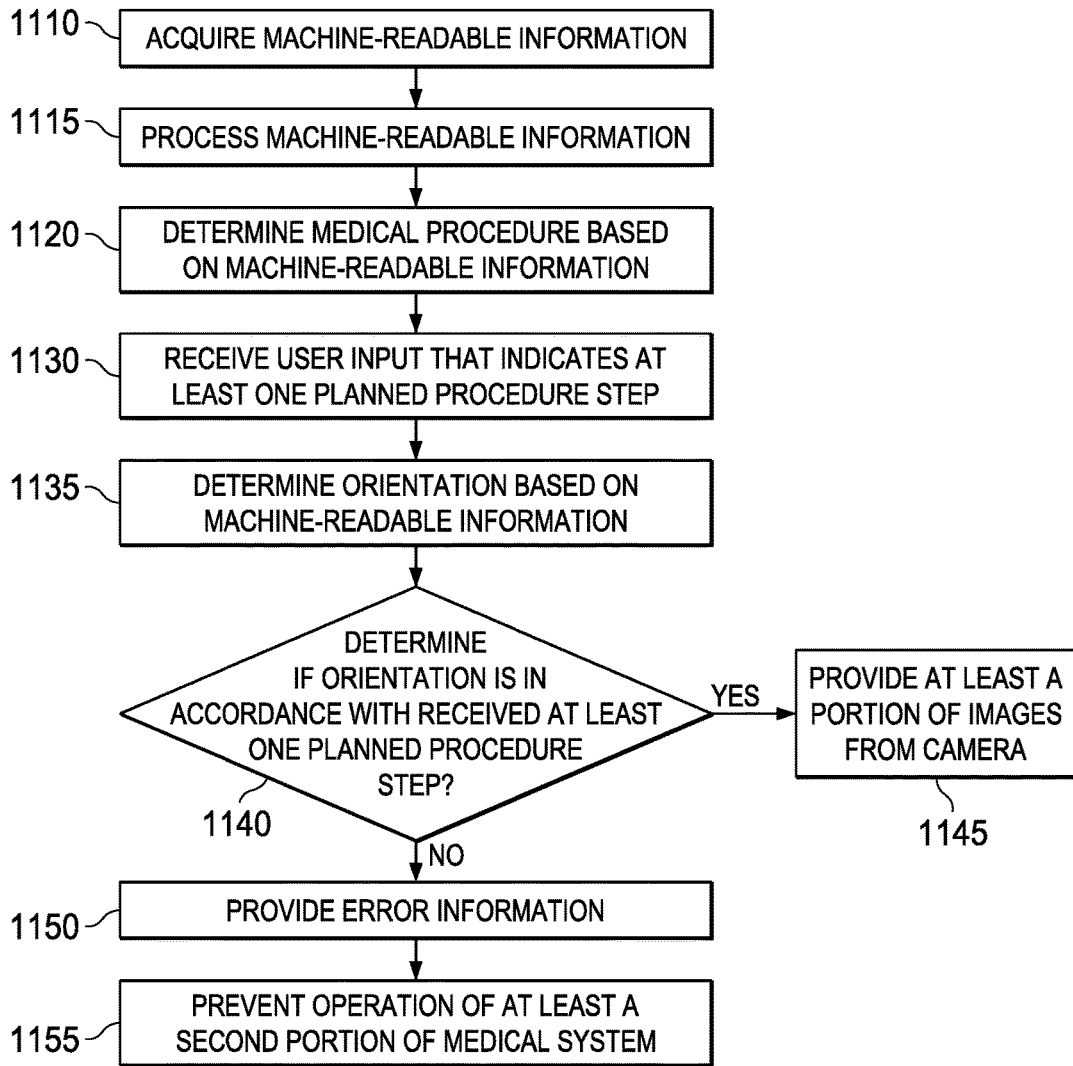 1110
ACQUIRE MACHINE-READABLE INFORMATION
1115
PROCESS MACHINE-READABLE INFORMATION
1120
DETERMINE MEDICAL PROCEDURE BASED
ON MACHINE-READABLE INFORMATION
1130
RECEIVE USER INPUT THAT INDICATES AT
LEAST ONE PLANNED PROCEDURE STEP
1135
DETERMINE ORIENTATION BASED ON
MACHINE-READABLE INFORMATION
DETERMINE
IF ORIENTATION IS IN
ACCORDANCE WITH RECEIVED AT LEAST
ONE PLANNED PROCEDURE
STEP?
1140
YES
PROVIDE AT LEAST A
PORTION OF IMAGES
FROM CAMERA
1145
NO
1150
PROVIDE ERROR INFORMATION
1155
PREVENT OPERATION OF AT LEAST A
SECOND PORTION OF MEDICAL SYSTEM